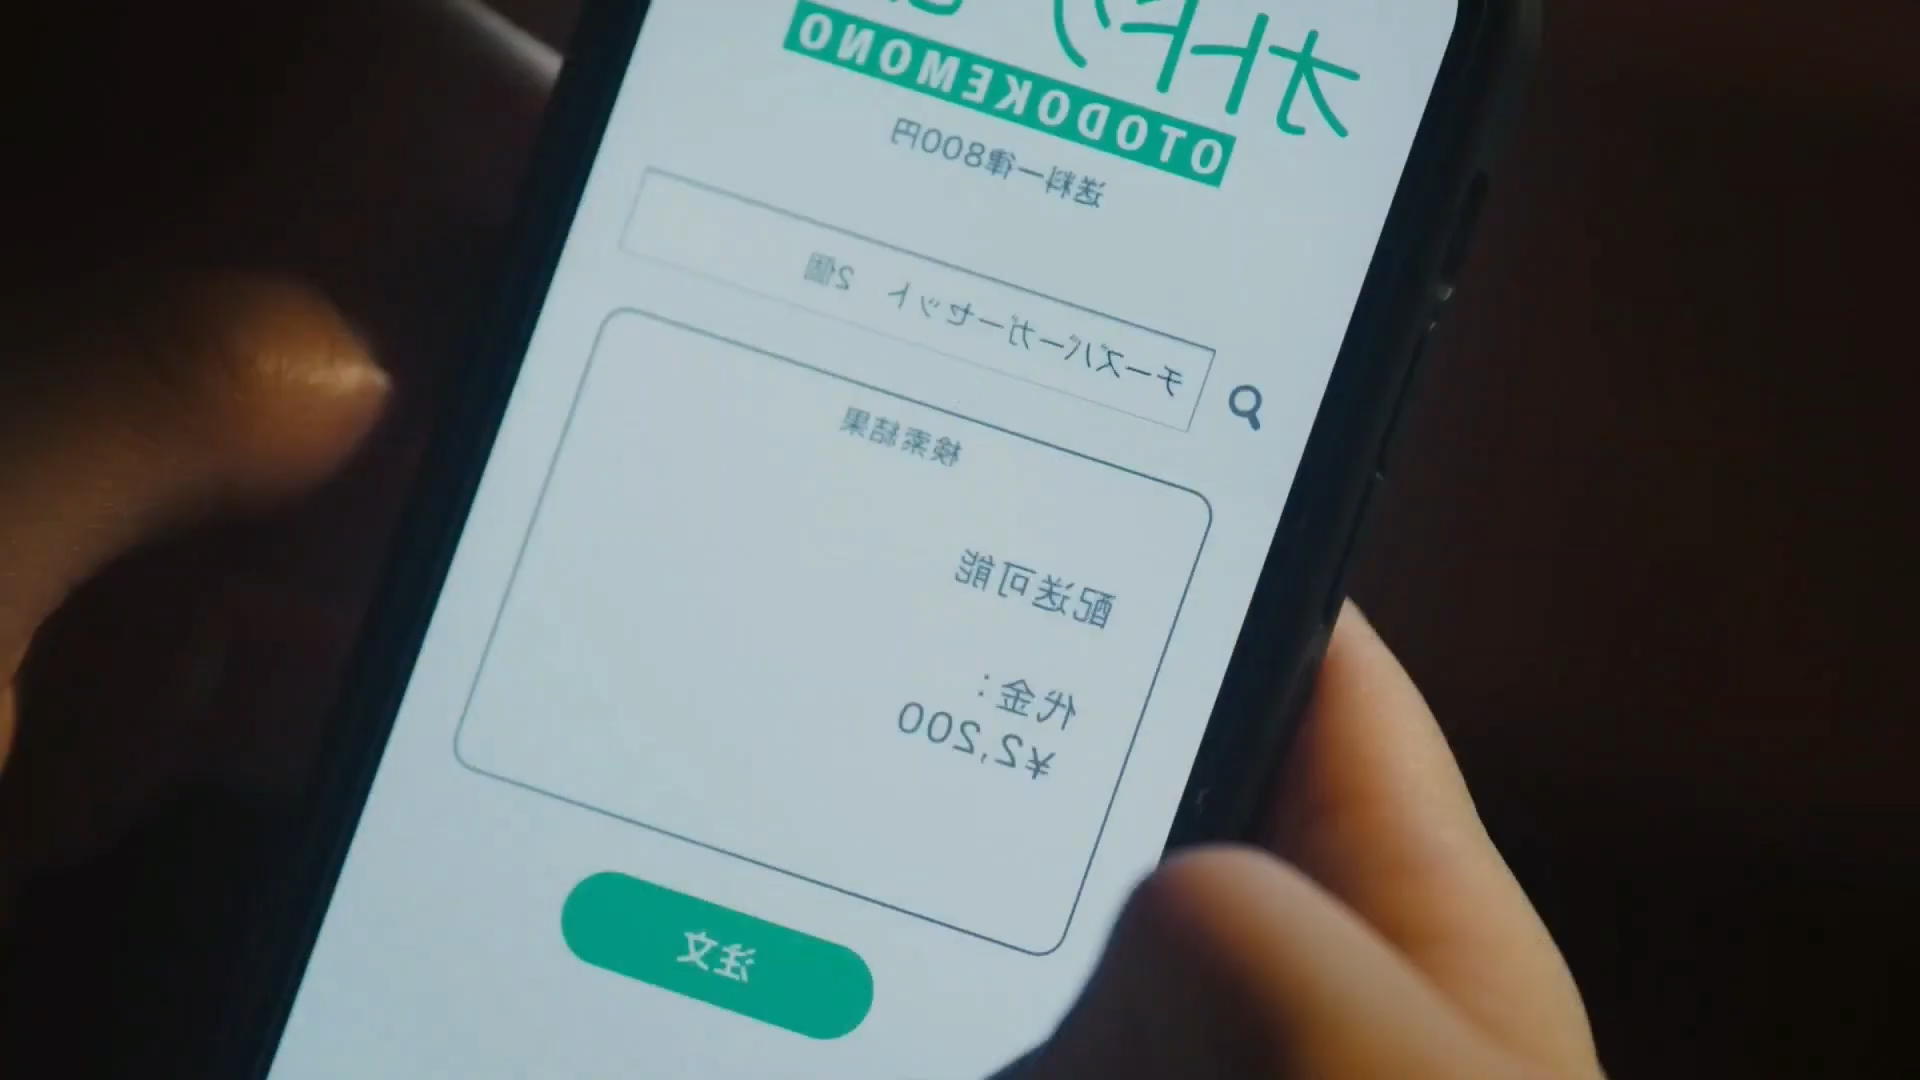 OTODOKEMONO
送料一律800円
チーズバーガーセット 2個
検索結果
配送可能
代金：
¥2,200
注文